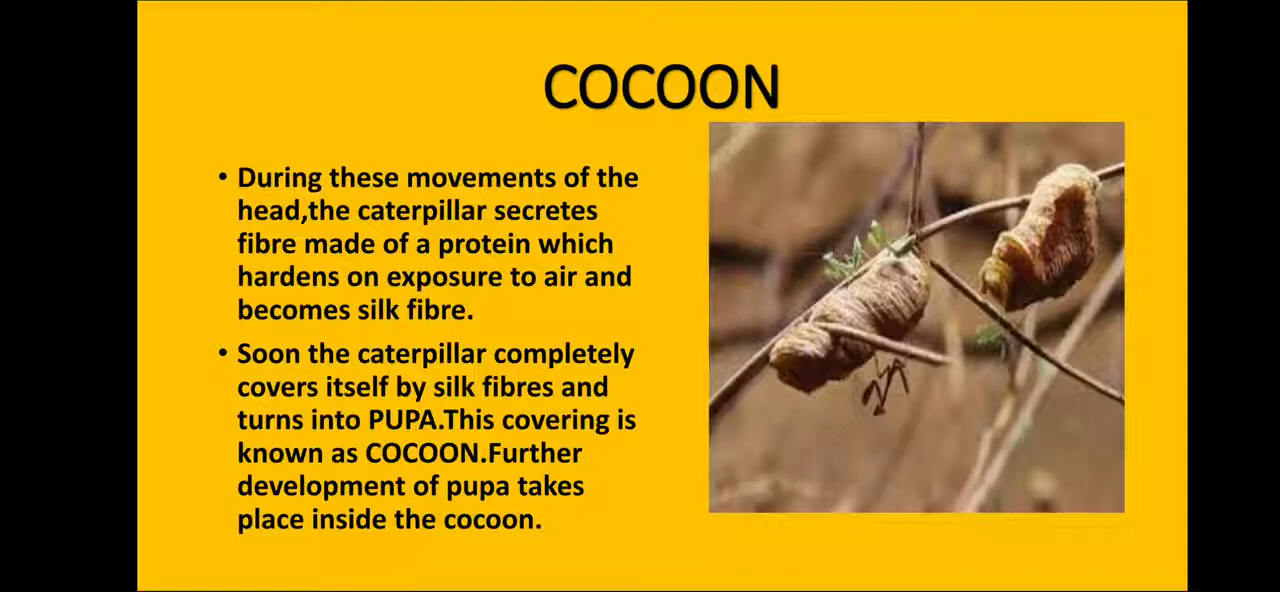 COCOON
• During these movements of the
head,the caterpillar secretes
fibre made of a protein which
hardens on exposure to air and
becomes silk fibre.
• Soon the caterpillar completely
covers itself by silk fibres and
turns into PUPA.This covering is
known as COCOON.Further
development of pupa takes
place inside the cocoon.